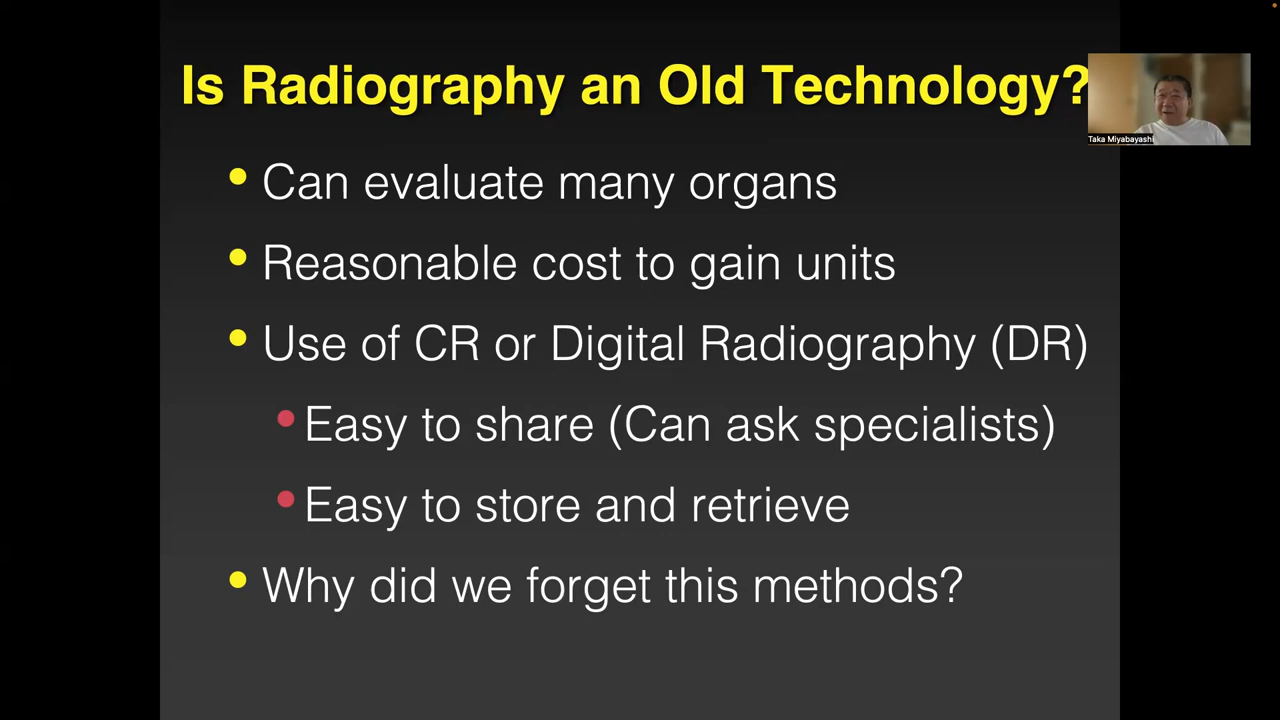 Is Radiography an Old Technology?
Taka Miyabayashi
• Can evaluate many organs
• Reasonable cost to gain units
• Use of CR or Digital Radiography (DR)
• Easy to share (Can ask specialists)
• Easy to store and retrieve
• Why did we forget this methods?